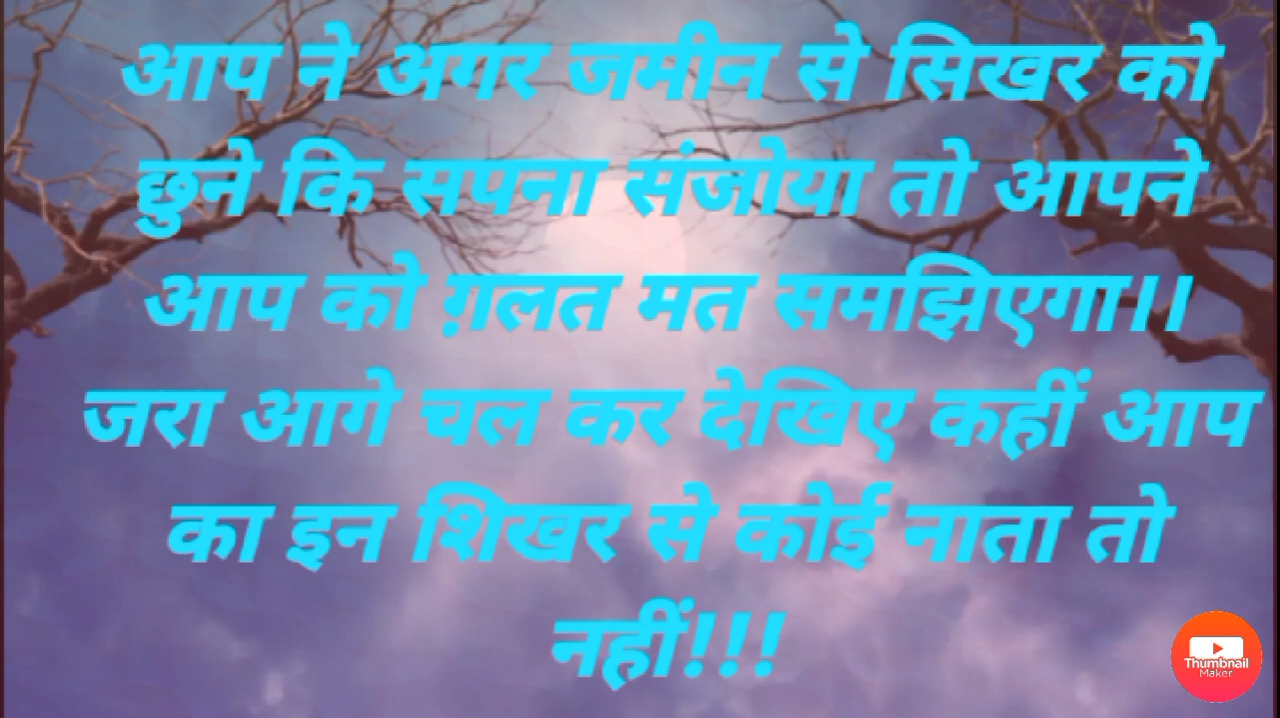 आप ने अगर जमीन से सिखर को
छुने कि सपना संजोया तो आपने
आप को ग़लत मत समझिएगा।।
जरा आगे चल कर देखिए कहीं आप
का इन शिखर से कोई नाता तो
नहीं!!!
Thumbnail
Maker